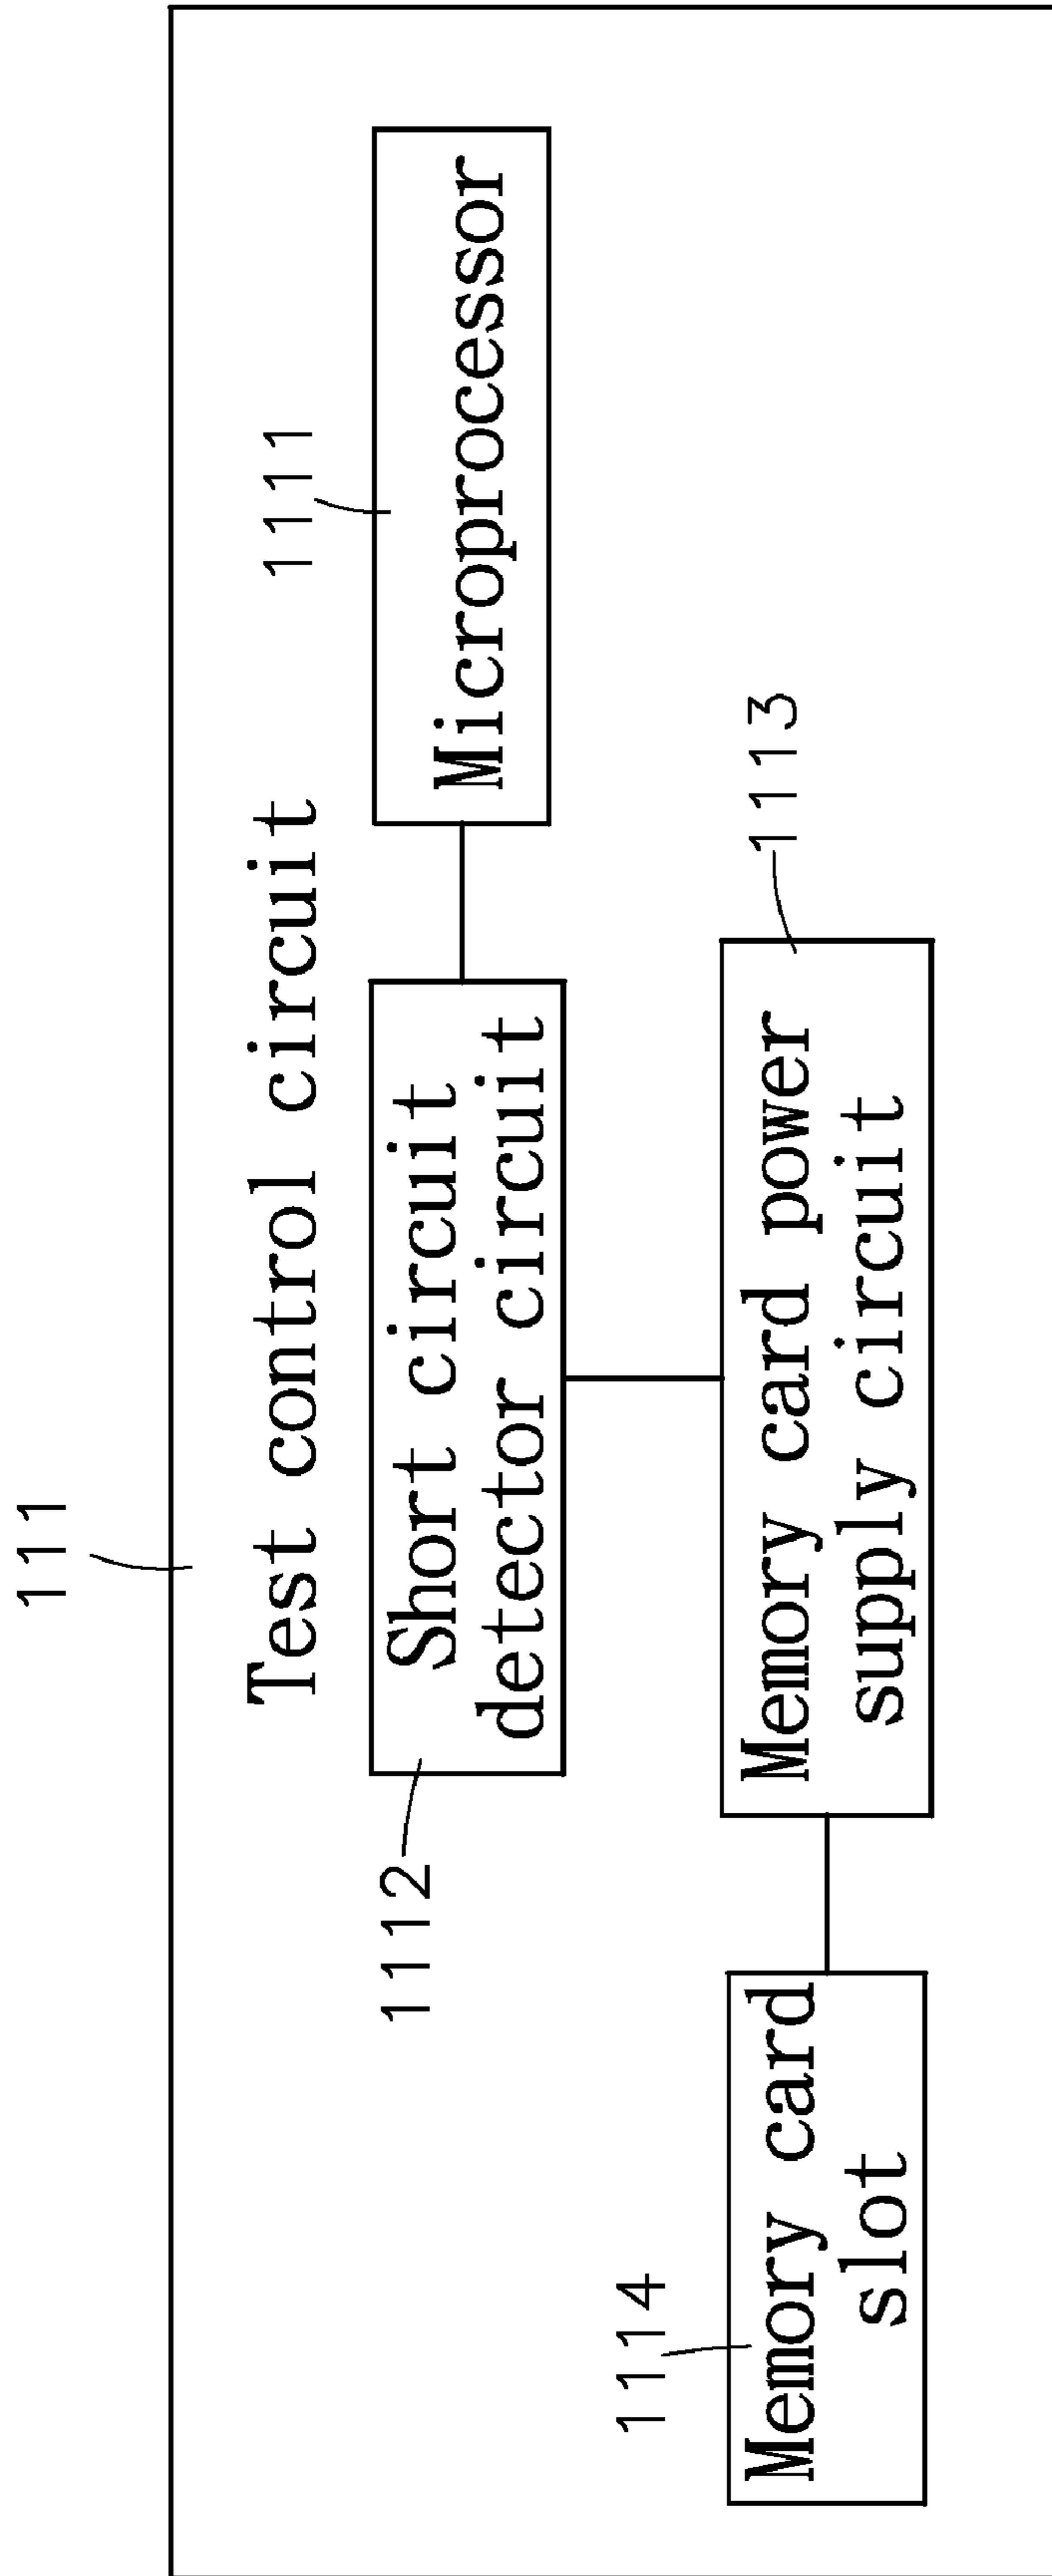 111
Test control circuit
1111
1112
Short circuit
detector circuit
Microprocessor
1114
1113
Memory card
slot
Memory card power
supply circuit